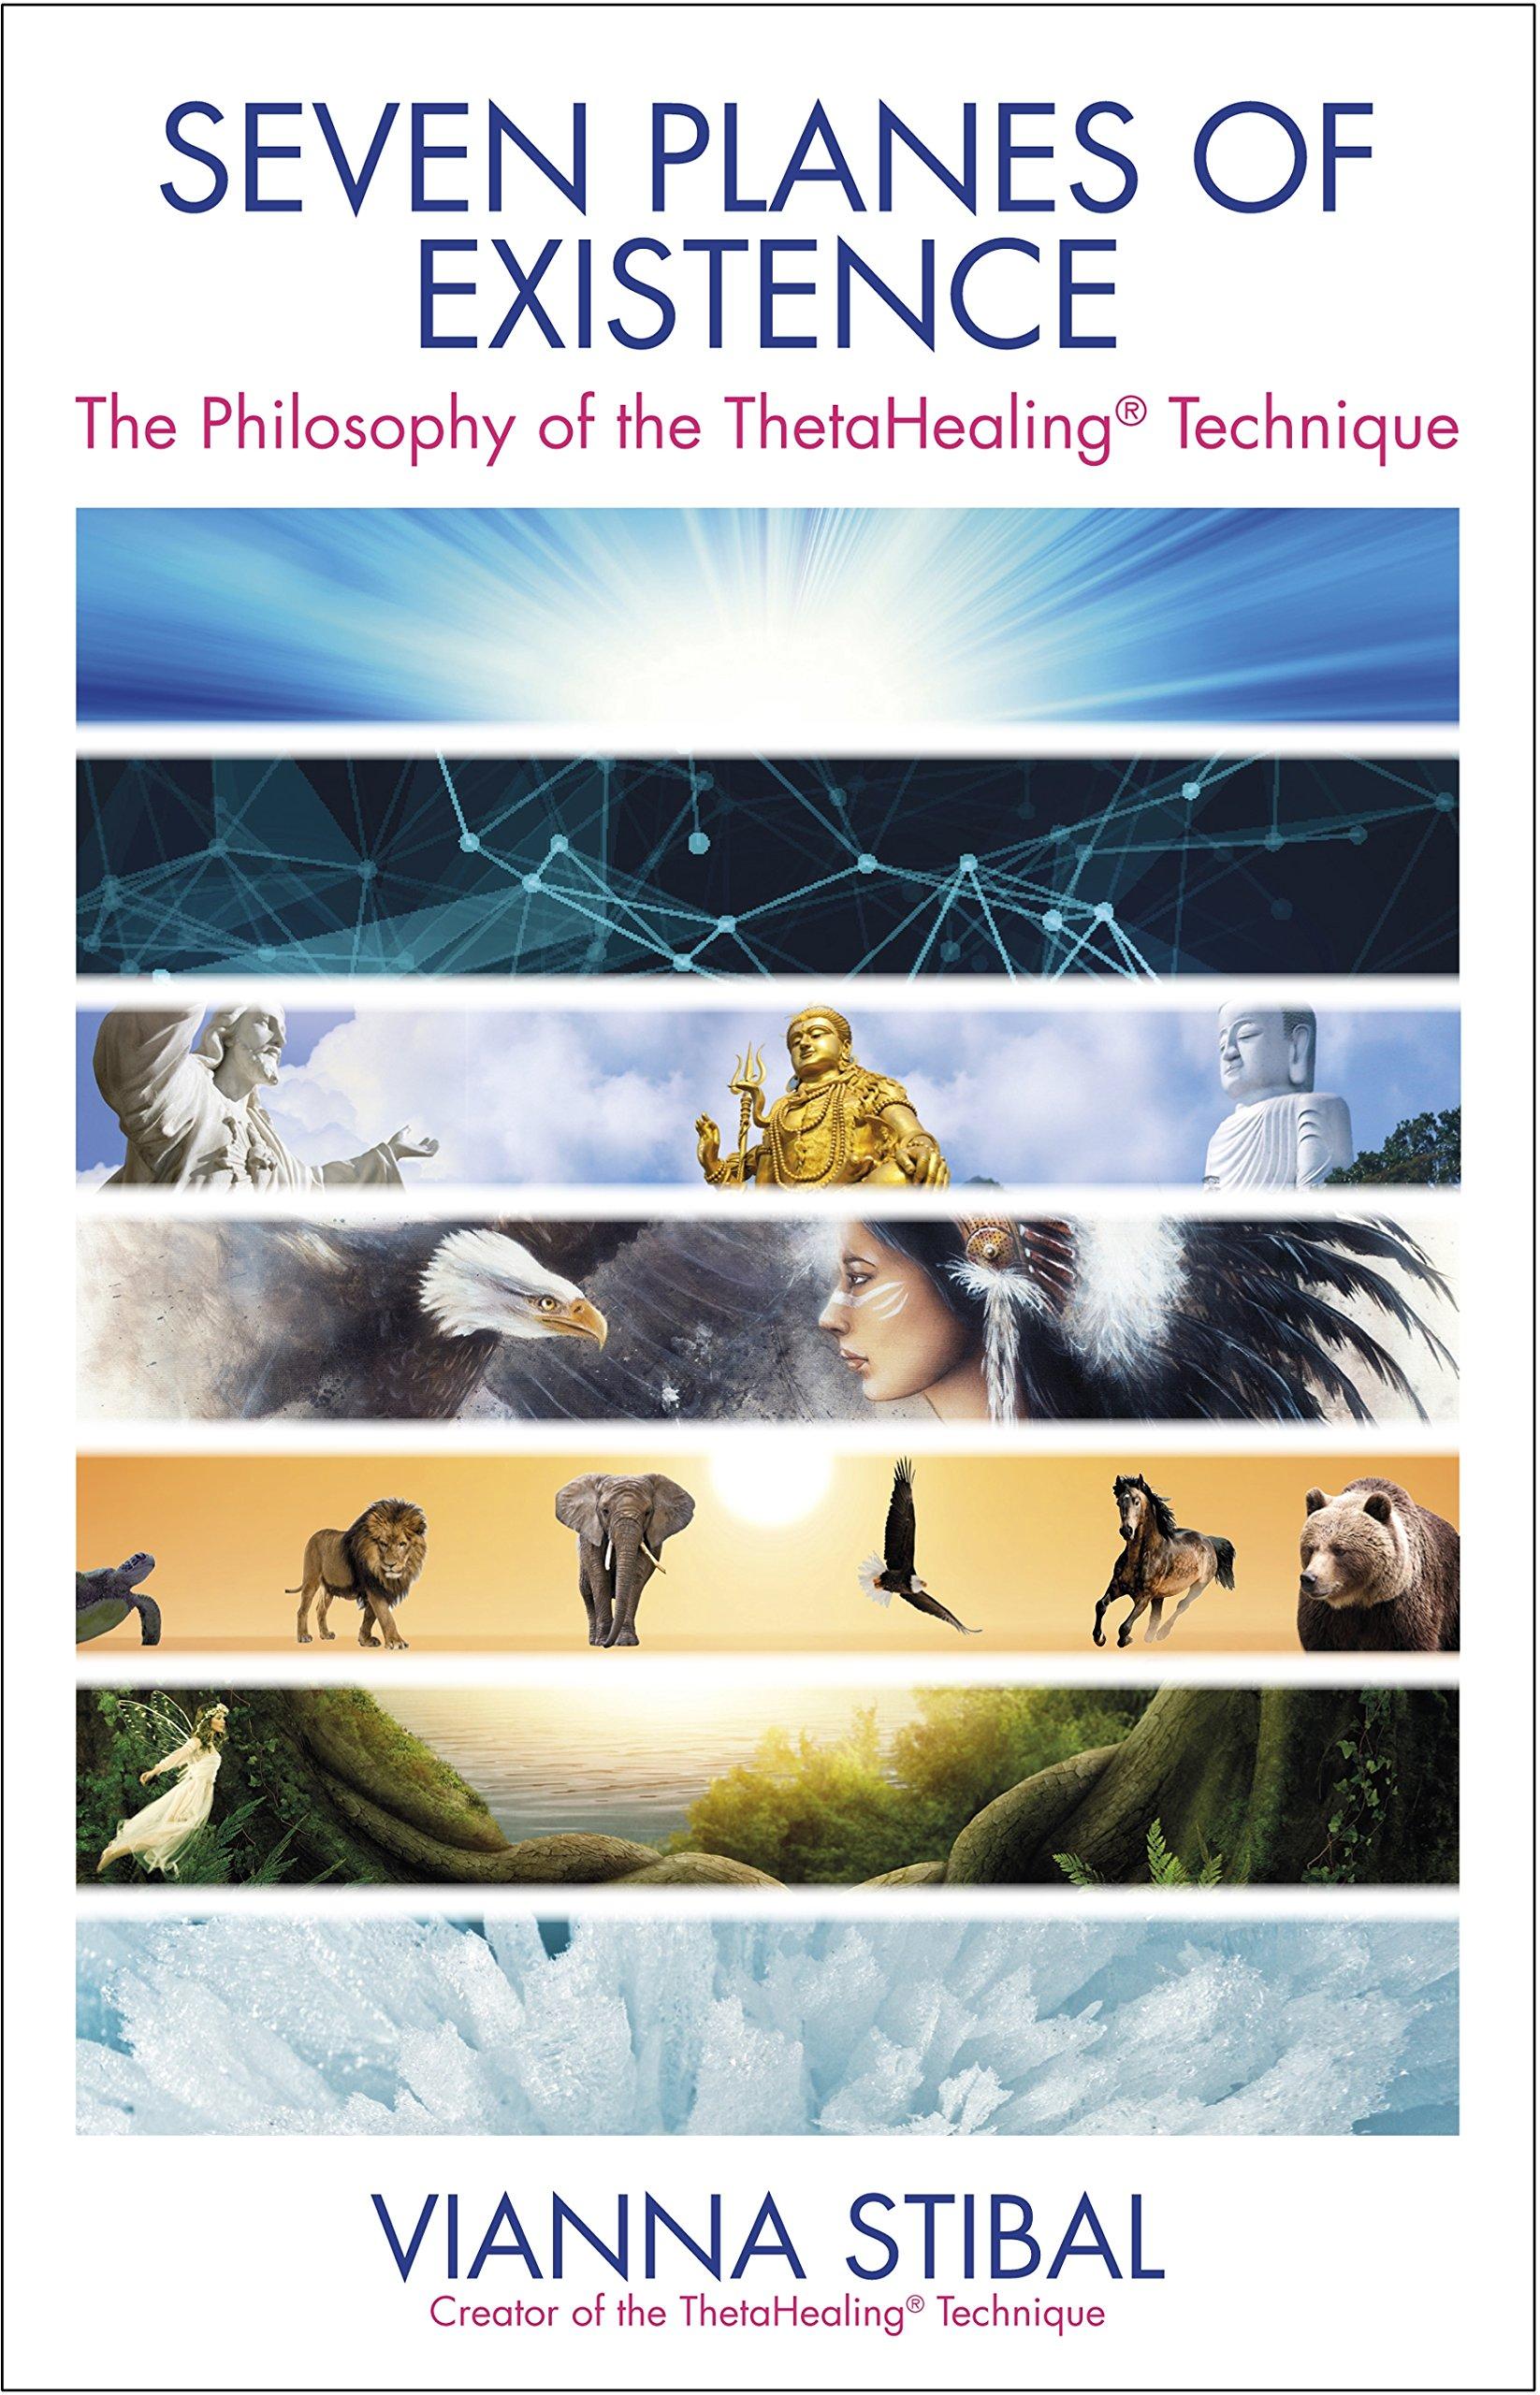 SEVEN PLANES OF
EXISTENCE
The Philosophy of the ThetaHealing® Technique
VIANNA STIBAL
Creator of the ThetaHealing® Technique